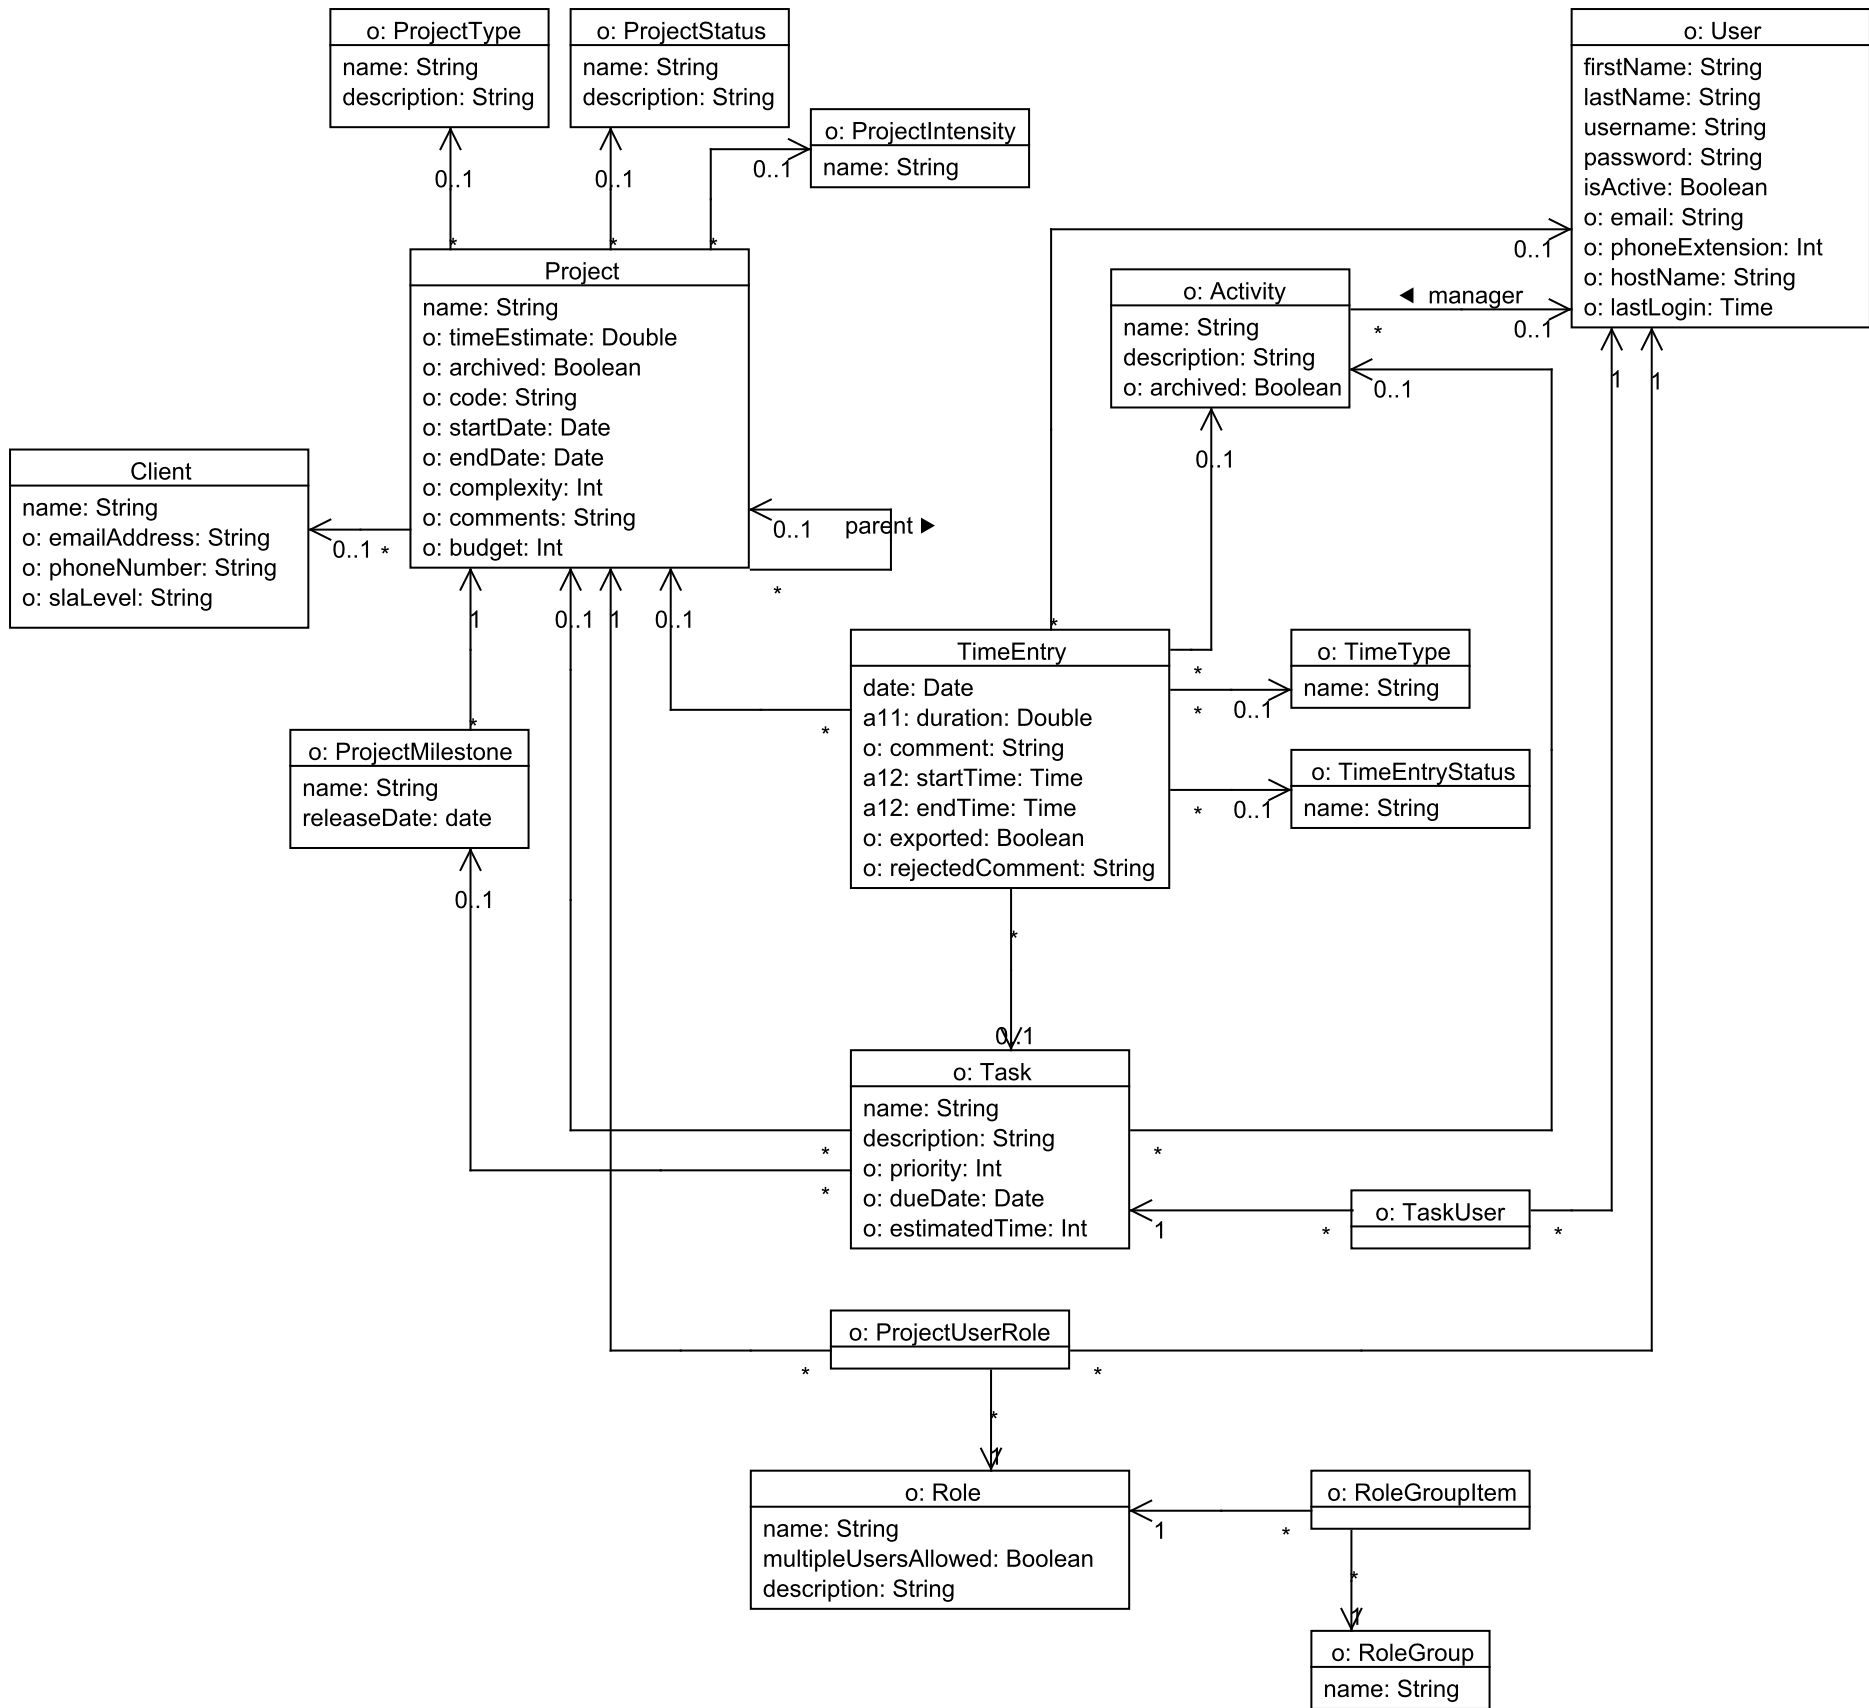 o: ProjectType
name: String
description: String
o: ProjectStatus
name: String
description: String
o: ProjectIntensity
name: String
o: User
firstName: String
lastName: String
username: String
password: String
isActive: Boolean
o: email: String
o: phoneExtension: Int
o: hostName: String
o: lastLogin: Time
0..1
0..1
0..1
*
*
*
0..1
Project
name: String
o: timeEstimate: Double
o: archived: Boolean
o: code: String
o: startDate: Date
o: endDate: Date
o: complexity: Int
o: comments: String
o: budget: Int
o: Activity
name: String
description: String
o: archived: Boolean
◄ manager
*
0..1
0..1
1
1
0..1
Client
name: String
o: emailAddress: String
o: phoneNumber: String
o: slaLevel: String
0..1
*
0..1
parent ►
*
1
0..1
1
0..1
*
TimeEntry
date: Date
a11: duration: Double
o: comment: String
a12: startTime: Time
a12: endTime: Time
o: exported: Boolean
o: rejectedComment: String
*
*
0..1
o: TimeType
name: String
*
*
o: ProjectMilestone
name: String
releaseDate: date
*
0..1
o: TimeEntryStatus
name: String
0..1
*
0..1
o: Task
name: String
description: String
o: priority: Int
o: dueDate: Date
o: estimatedTime: Int
*
*
*
1
*
o: TaskUser
*
o: ProjectUserRole
*
*
*
1
o: Role
name: String
multipleUsersAllowed: Boolean
description: String
1
*
o: RoleGroupItem
*
1
o: RoleGroup
name: String